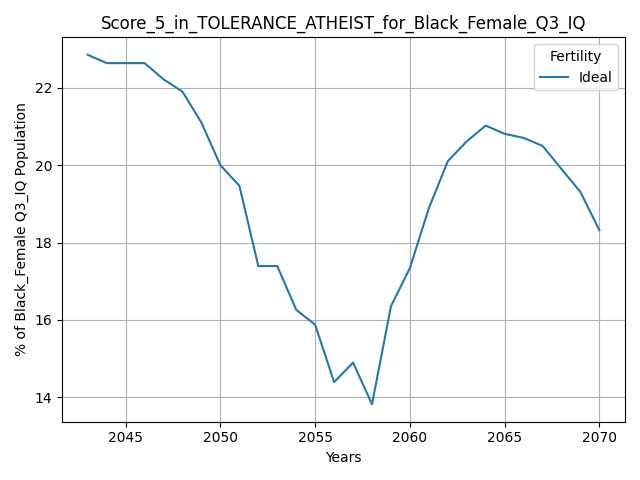 Score_5_in_TOLERANCE_ATHEIST_for_Black_Female_Q3_IQ
Fertility
Ideal
% of Black_Female Q3_IQ Population
22
20
18
16
14
2045 2050 2055 2060 2065 2070
Years